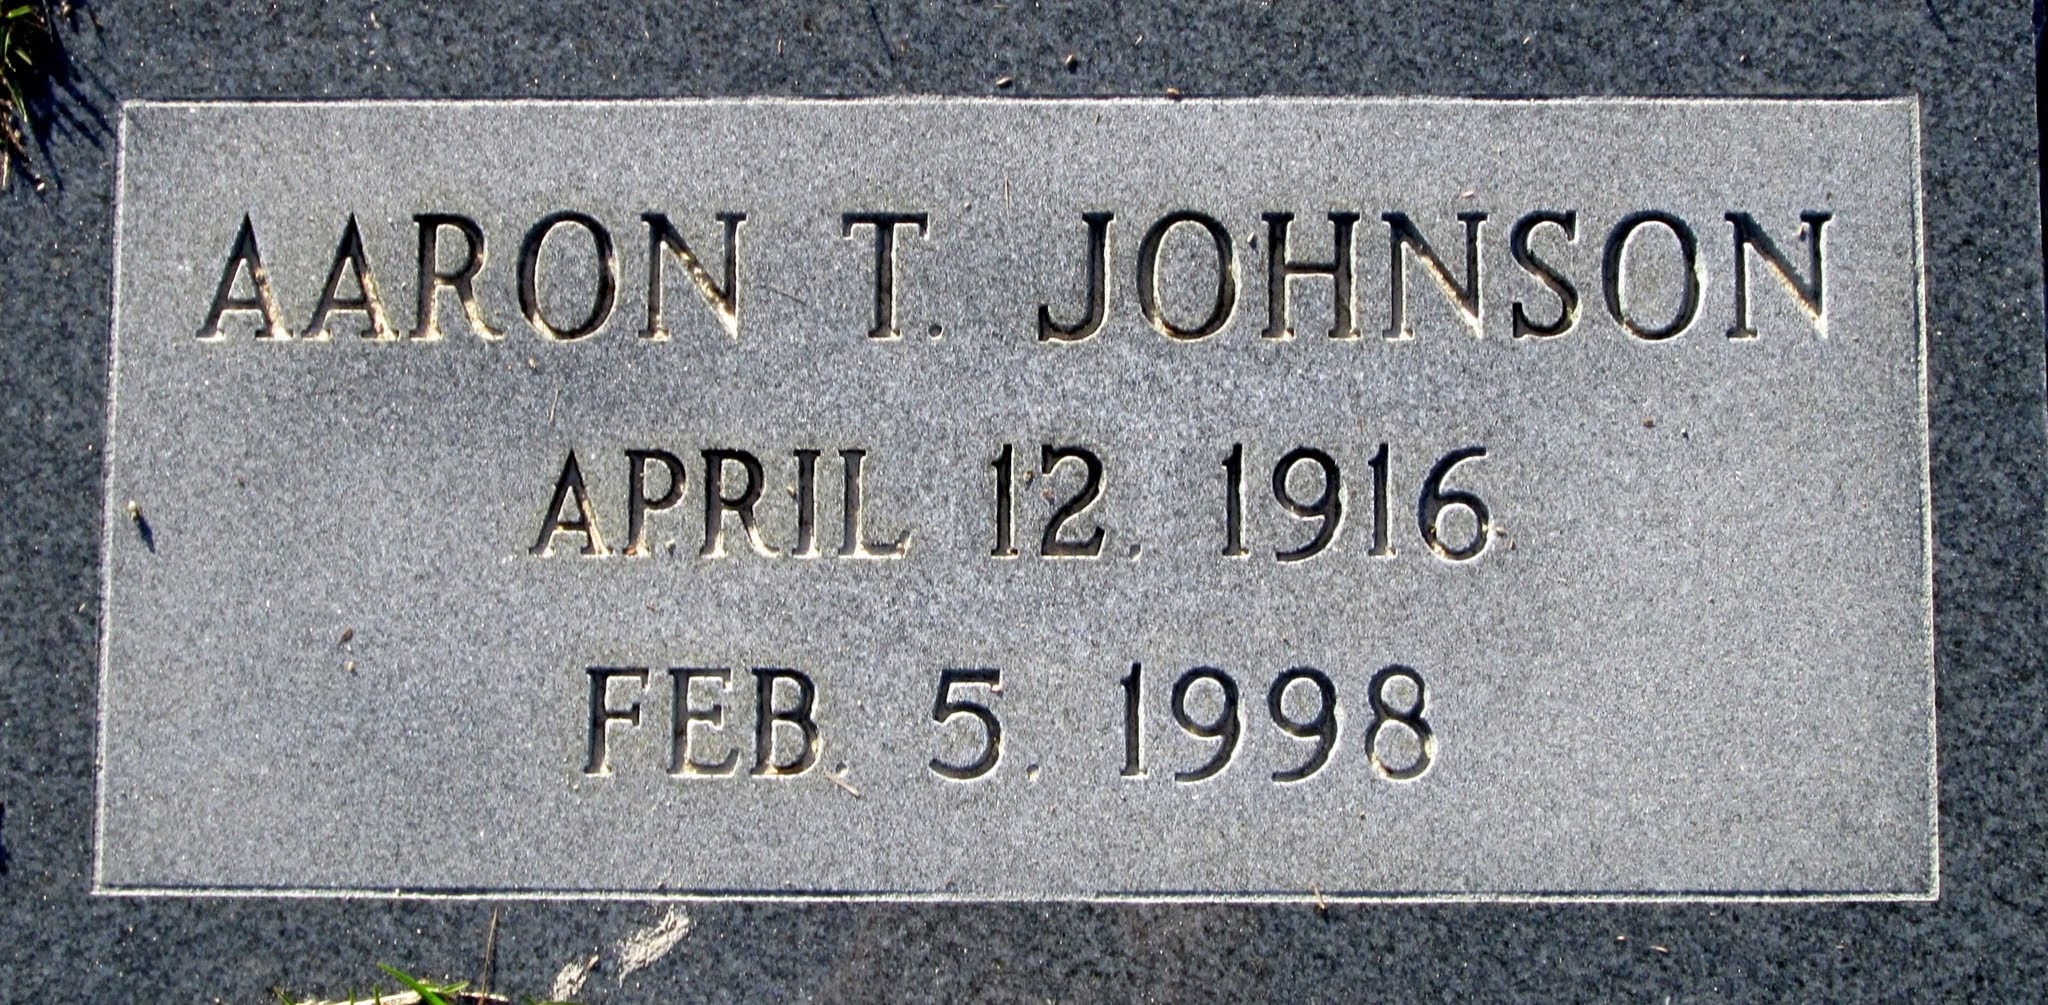 AARON T. JOHNSON
APRIL 12, 1916
FEB. 5, 1998